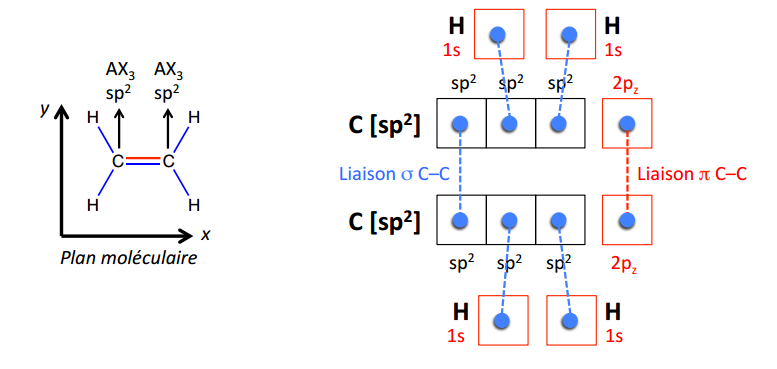 AX3 AX3
sp2 sp2
y
H H
C C
H H
x
Plan moléculaire
H H
1s 1s
sp2 sp2 sp2 2pz
C [sp2]
Liaison σ C–C Liaison π C–C
C [sp2]
sp2 sp2 sp2 2pz
H H
1s 1s